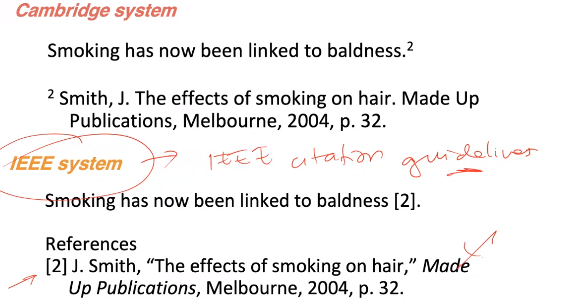 Cambridge system
Smoking has now been linked to baldness.²
² Smith, J. The effects of smoking on hair. Made Up
Publications, Melbourne, 2004, p. 32.
IEEE system → IEEE citation guidelines
Smoking has now been linked to baldness [2].
References
[2] J. Smith, “The effects of smoking on hair,” Made
Up Publications, Melbourne, 2004, p. 32.